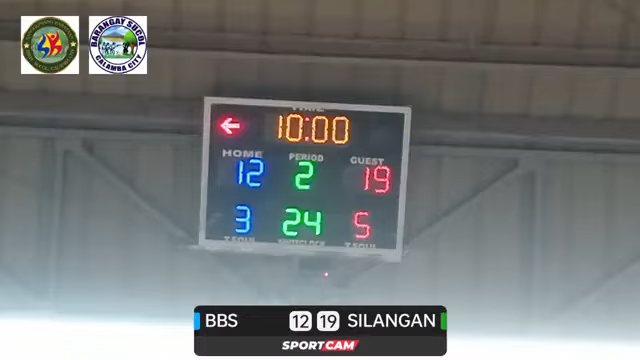 BARANGAY SUCOL
CALAMBA CITY
TIME
10:00
HOME PERIOD GUEST
12 2 19
3 24 5
T.FOUL SHOTCLOCK T.FOUL
BBS 12 19 SILANGAN
SPORTCAM